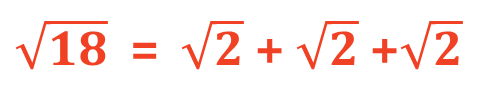 √18 = √2 + √2 +√2